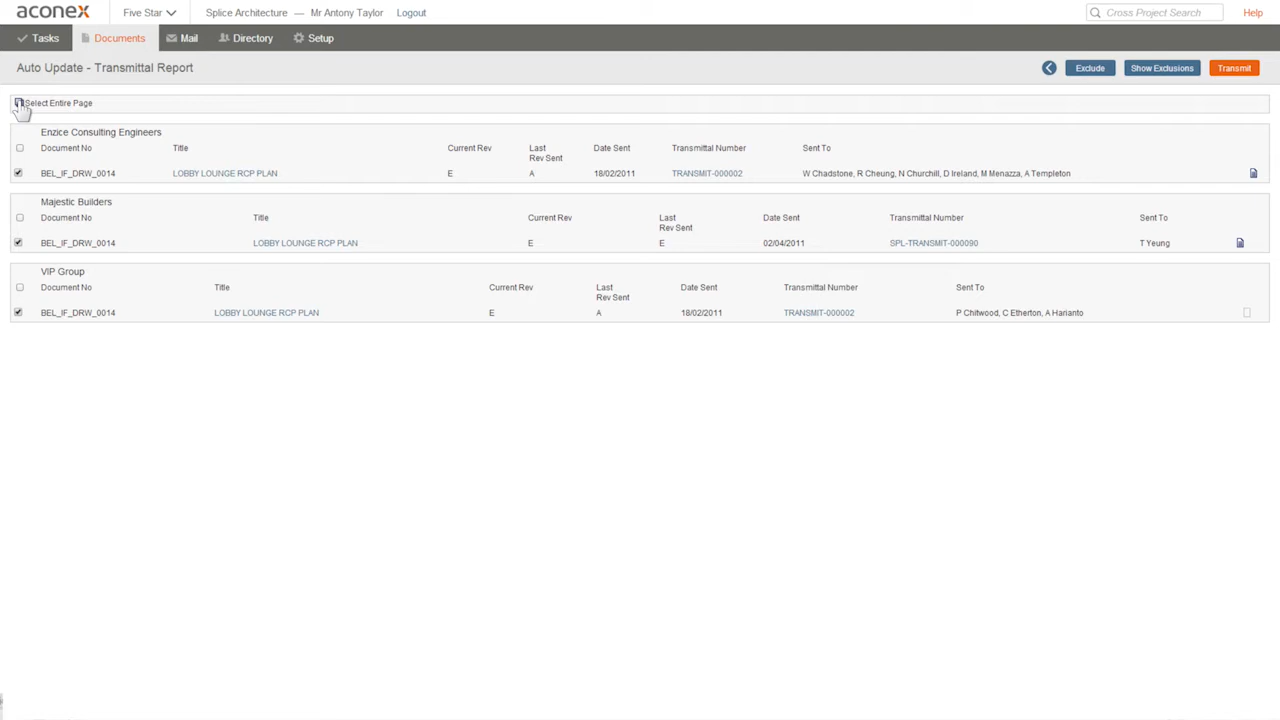 aconex Five Star Splice Architecture — Mr Antony Taylor Logout Cross Project Search Help
Tasks Documents Mail Directory Setup
Auto Update - Transmittal Report Exclude Show Exclusions Transmit
Select Entire Page
Enzice Consulting Engineers
Document No Title Current Rev Last Rev Sent Date Sent Transmittal Number Sent To
BEL_IF_DRW_0014 LOBBY LOUNGE RCP PLAN E A 18/02/2011 TRANSMIT-000002 W Chadstone, R Cheung, N Churchill, D Ireland, M Menazza, A Templeton
Majestic Builders
Document No Title Current Rev Last Rev Sent Date Sent Transmittal Number Sent To
BEL_IF_DRW_0014 LOBBY LOUNGE RCP PLAN E E 02/04/2011 SPL-TRANSMIT-000090 T Yeung
VIP Group
Document No Title Current Rev Last Rev Sent Date Sent Transmittal Number Sent To
BEL_IF_DRW_0014 LOBBY LOUNGE RCP PLAN E A 18/02/2011 TRANSMIT-000002 P Chitwood, C Etherton, A Harianto